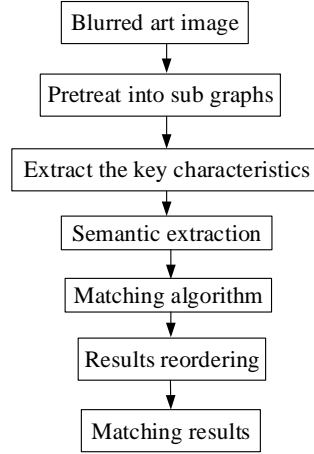 Blurred art image
Pretreat into sub graphs
Extract the key characteristics
Semantic extraction
Matching algorithm
Results reordering
Matching results